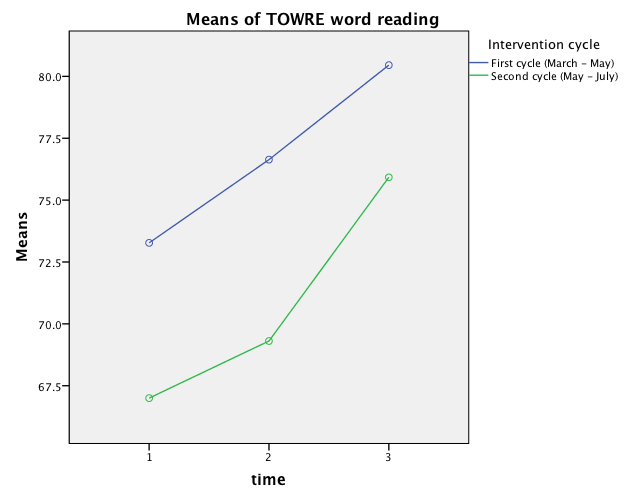 Means of TOWRE word reading
Intervention cycle
First cycle (March – May)
Second cycle (May – July)
80.0
77.5
75.0
72.5
70.0
67.5
Means
1 2 3
time